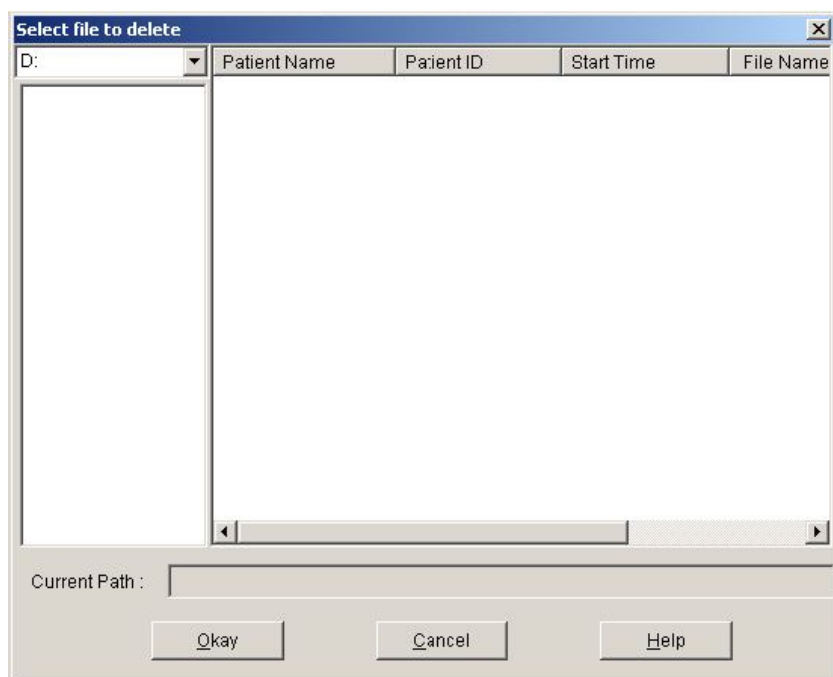 Select file to delete
D:
Patient Name Patient ID Start Time File Name
Current Path :
Okay Cancel Help